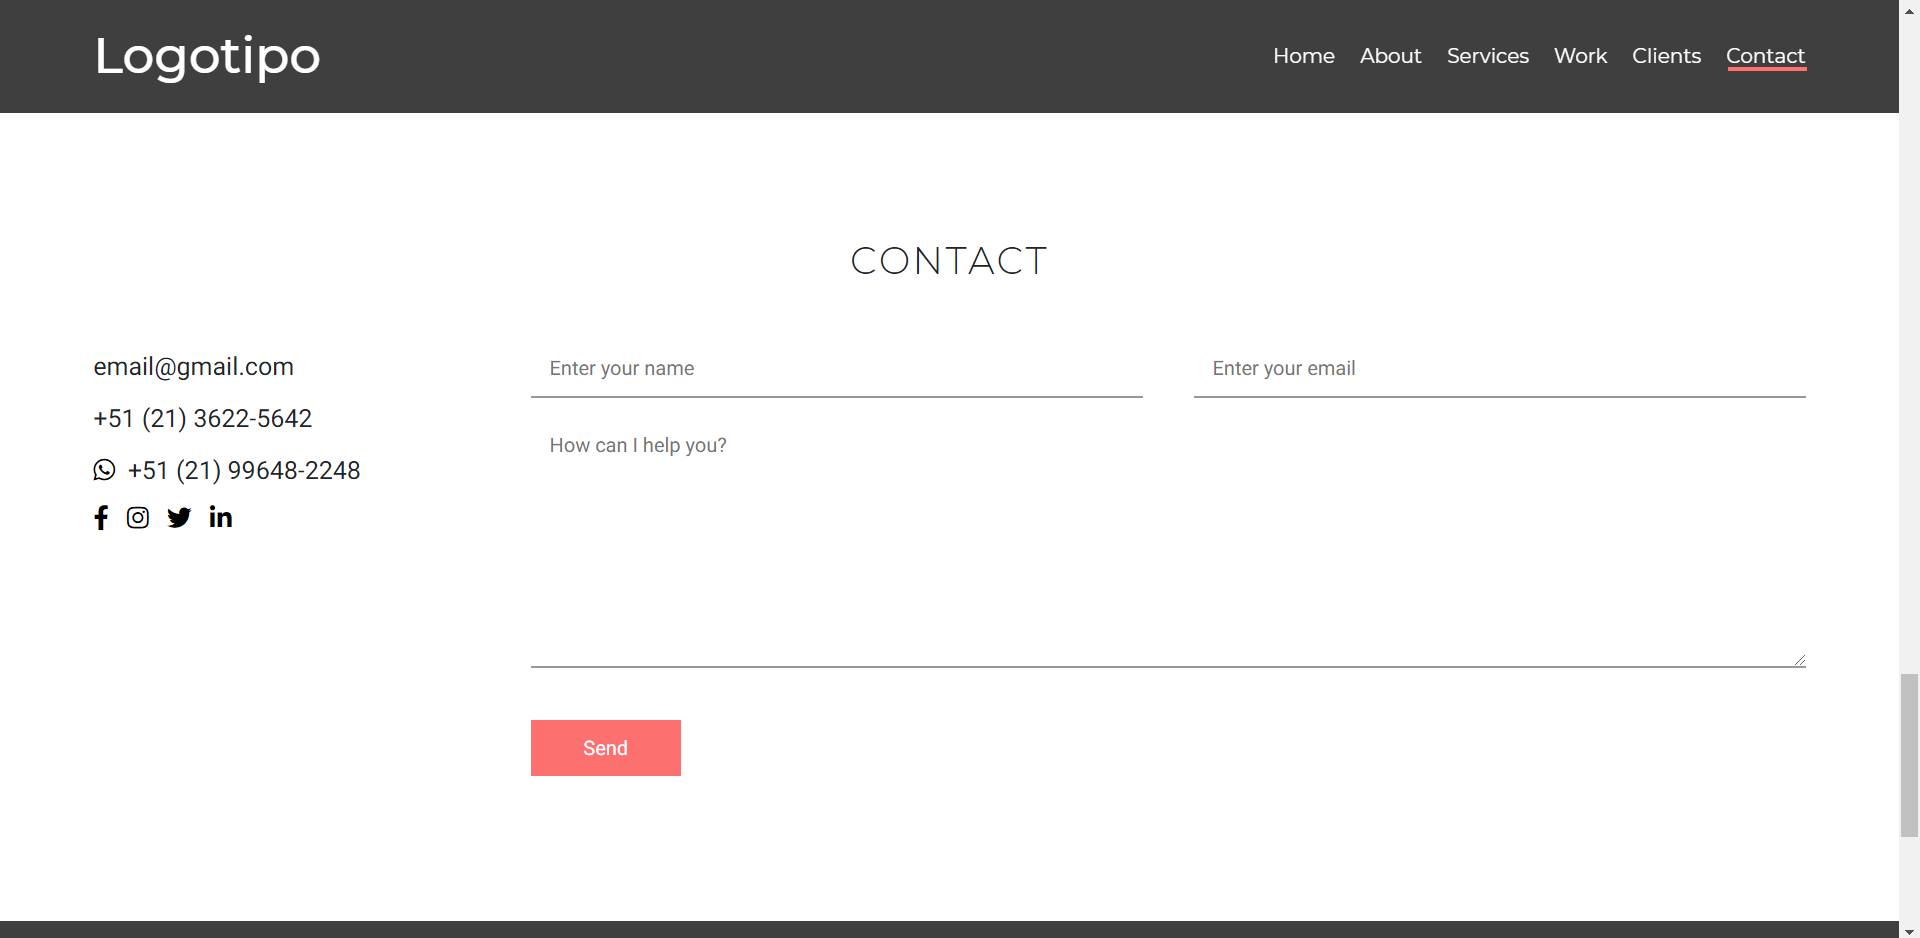 Logotipo
Home About Services Work Clients Contact
CONTACT
email@gmail.com
+51 (21) 3622-5642
+51 (21) 99648-2248
Enter your name
Enter your email
How can I help you?
Send